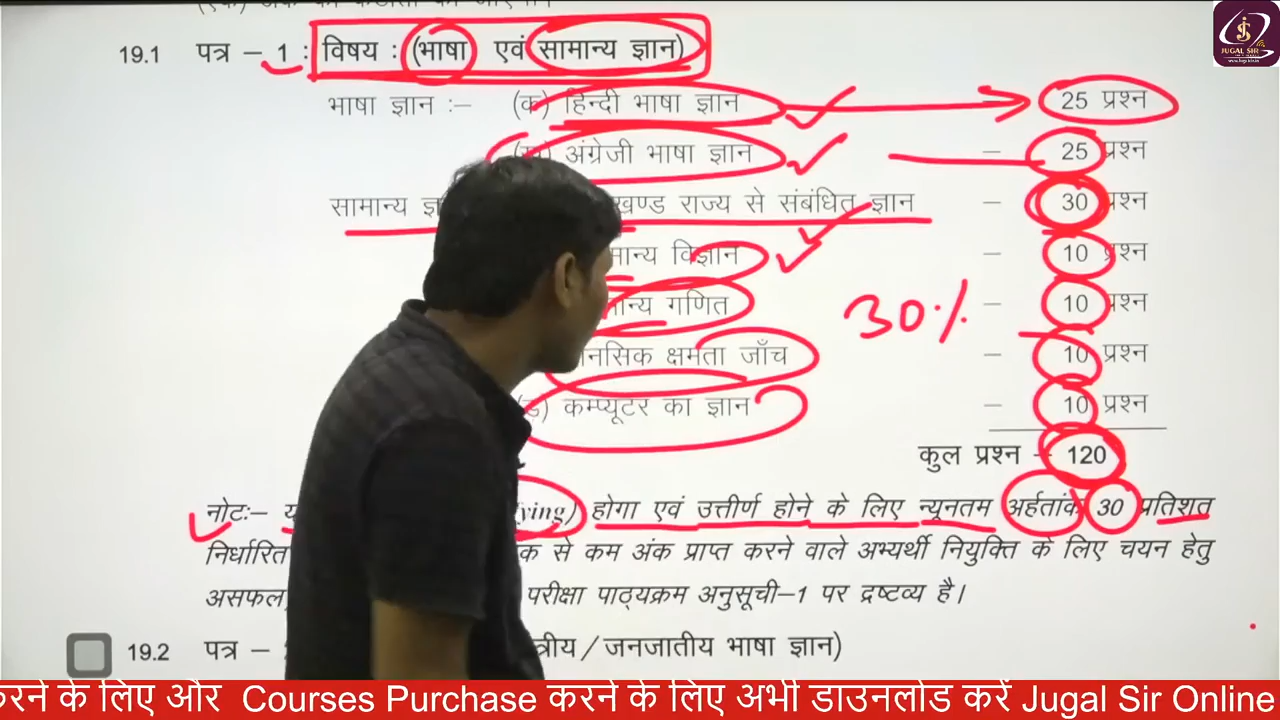 19.1 पत्र – 1 : विषय : (भाषा एवं सामान्य ज्ञान)
JUGAL SIR
भाषा ज्ञान :– (क) हिन्दी भाषा ज्ञान – 25 प्रश्न
अंग्रेजी भाषा ज्ञान – 25 प्रश्न
सामान्य राज्य से संबंधित ज्ञान – 30 प्रश्न
विज्ञान – 10 प्रश्न
गणित – 10 प्रश्न
30%
क्षमता जाँच – 10 प्रश्न
(ड) कम्प्यूटर का ज्ञान – 10 प्रश्न
कुल प्रश्न – 120
नोटः– होगा एवं उत्तीर्ण होने के लिए न्यूनतम अर्हतांक 30 प्रतिशत
निर्धारित से कम अंक प्राप्त करने वाले अभ्यर्थी नियुक्ति के लिए चयन हेतु
असफल परीक्षा पाठ्यक्रम अनुसूची–1 पर द्रष्टव्य है।
19.2 पत्र – / जनजातीय भाषा ज्ञान)
के लिए और Courses Purchase करने के लिए अभी डाउनलोड करें Jugal Sir Online